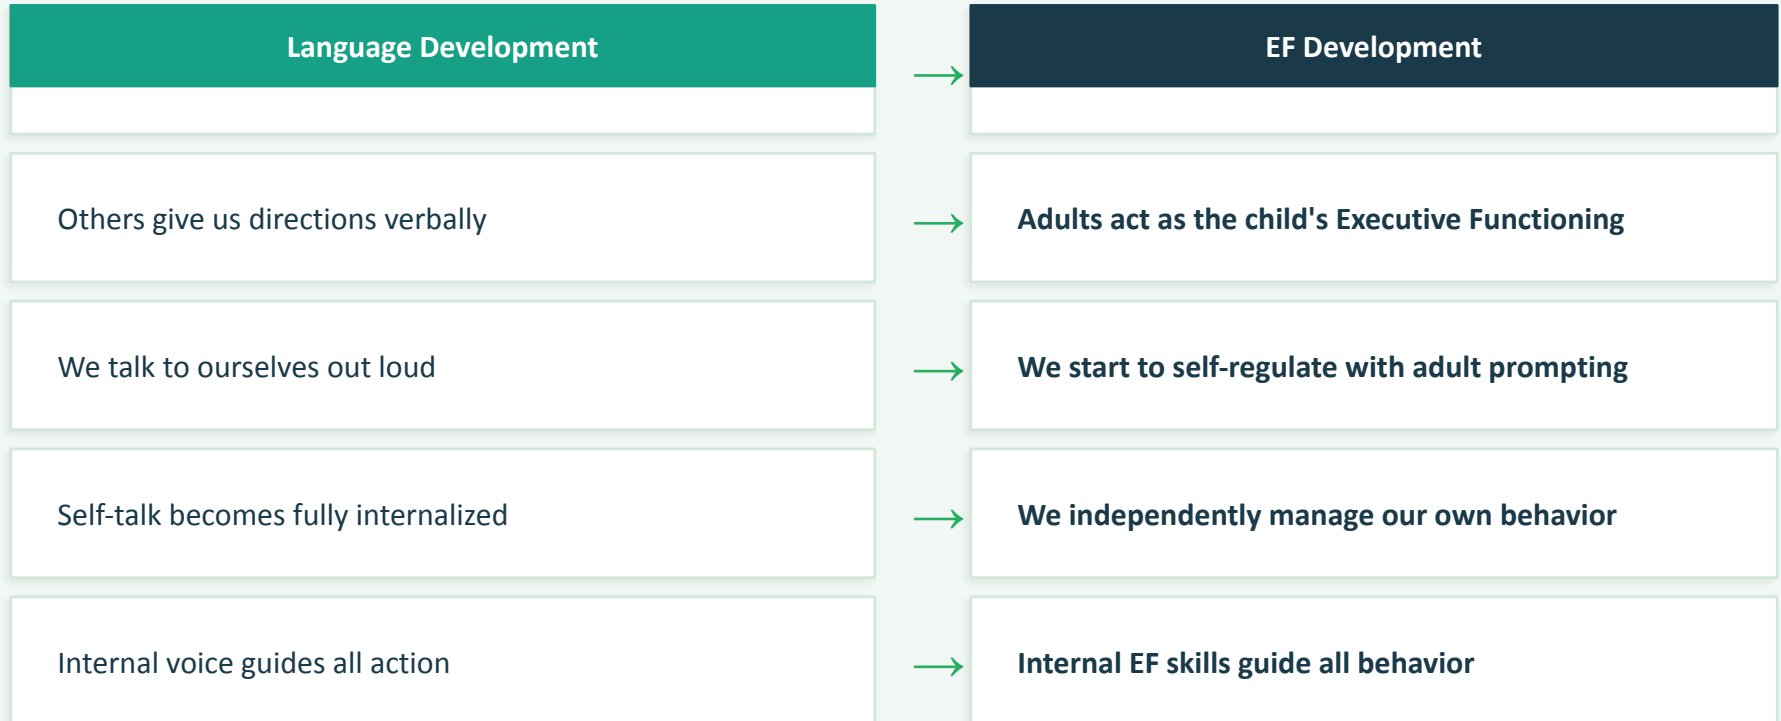 Language Development
→
EF Development
Others give us directions verbally
→
Adults act as the child's Executive Functioning
We talk to ourselves out loud
→
We start to self-regulate with adult prompting
Self-talk becomes fully internalized
→
We independently manage our own behavior
Internal voice guides all action
→
Internal EF skills guide all behavior